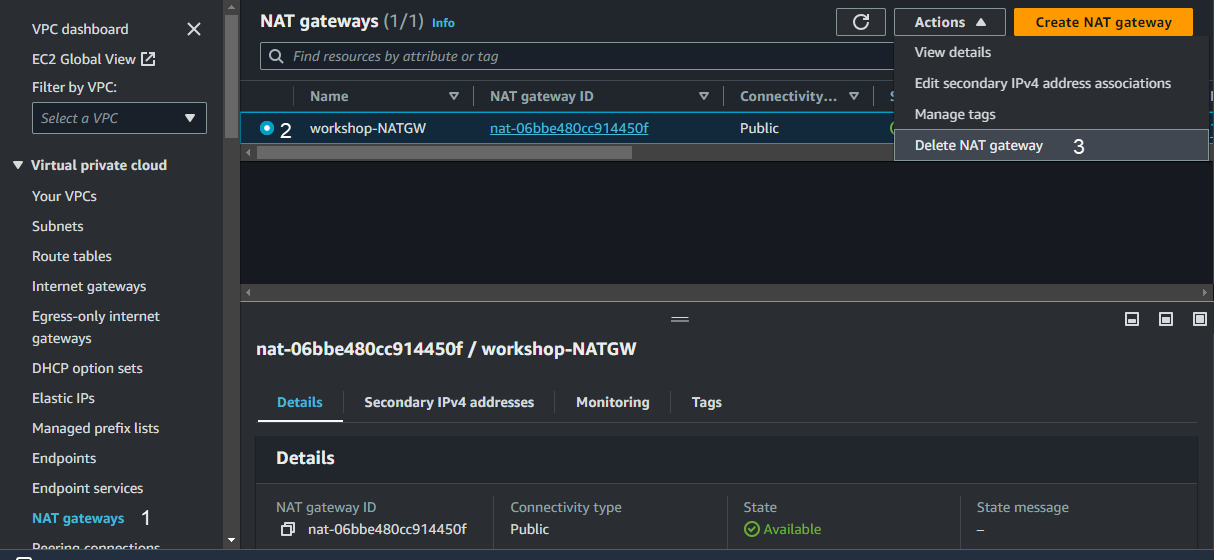 VPC dashboard
EC2 Global View
Filter by VPC:
Select a VPC
Virtual private cloud
Your VPCs
Subnets
Route tables
Internet gateways
Egress-only internet
gateways
DHCP option sets
Elastic IPs
Managed prefix lists
Endpoints
Endpoint services
NAT gateways 1
Peering connections
NAT gateways (1/1) Info
Actions
Create NAT gateway
Find resources by attribute or tag
View details
Edit secondary IPv4 address associations
Manage tags
Delete NAT gateway 3
Name NAT gateway ID Connectivity...
2 workshop-NATGW nat-06bbe480cc914450f Public
nat-06bbe480cc914450f / workshop-NATGW
Details Secondary IPv4 addresses Monitoring Tags
Details
NAT gateway ID Connectivity type State State message
nat-06bbe480cc914450f Public Available –